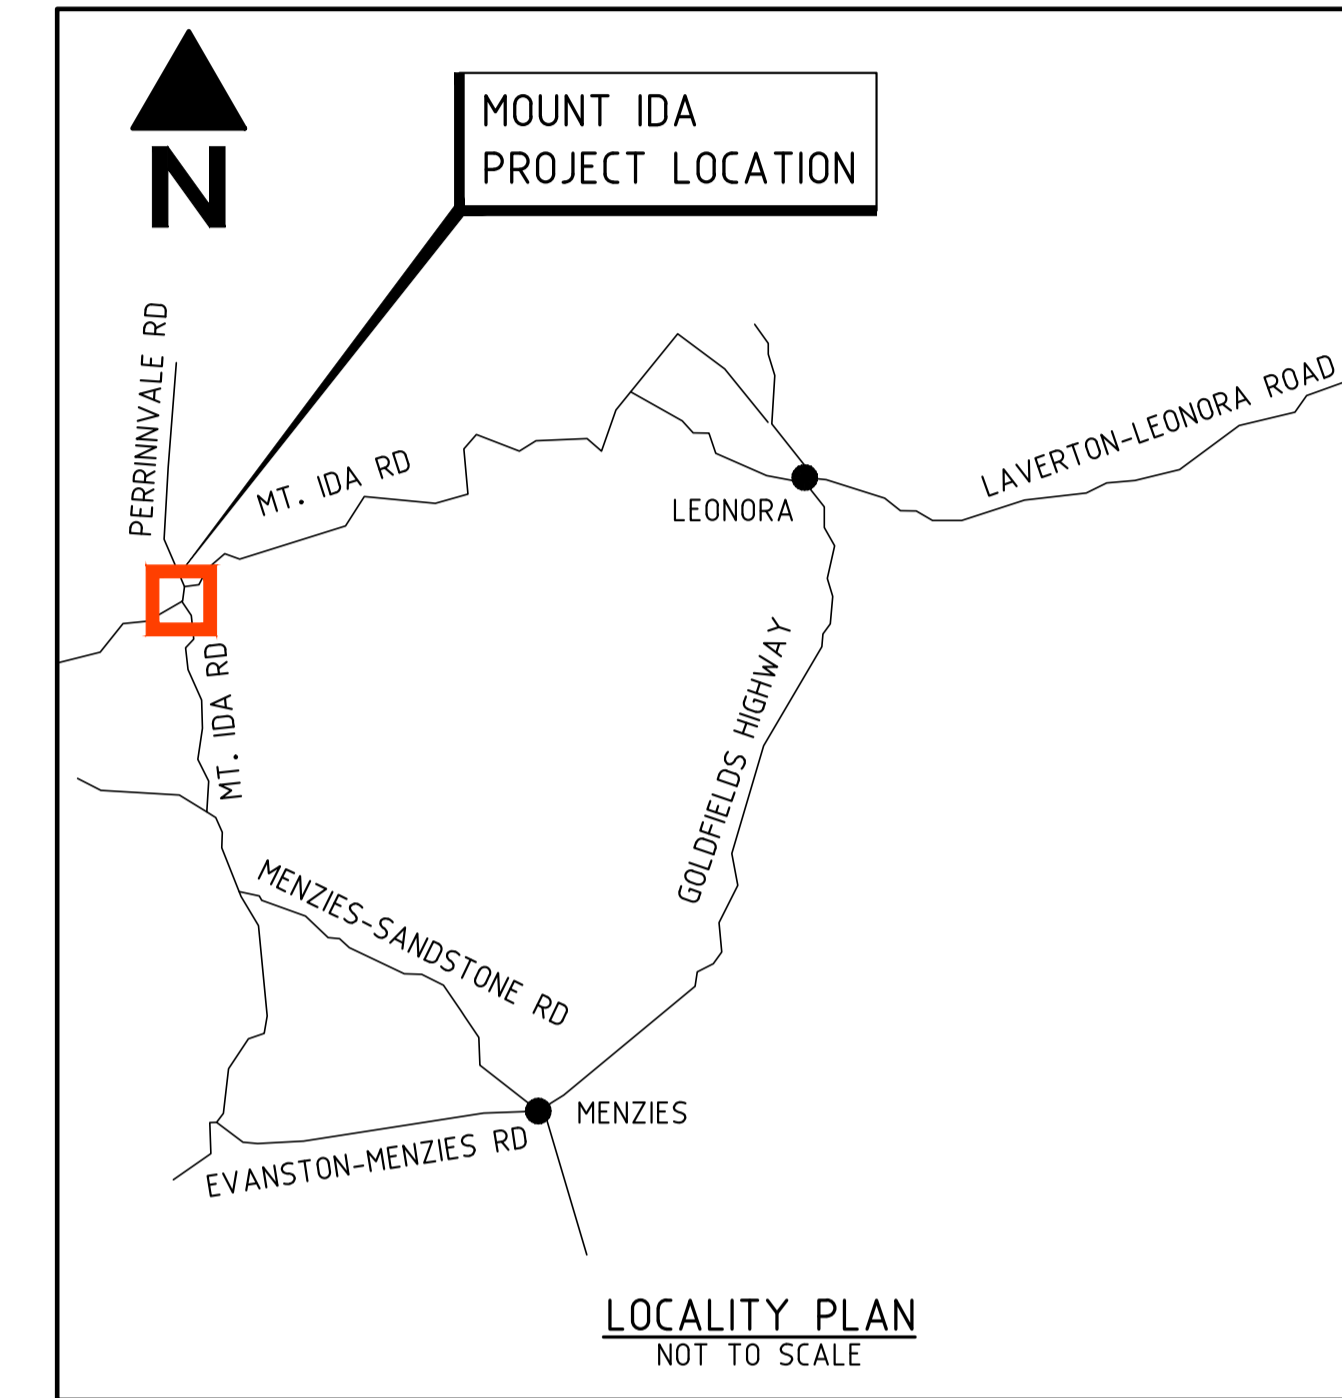 N
MOUNT IDA
PROJECT LOCATION
PERRINNVALE RD
MT. IDA RD
LAVERTON-LEONORA ROAD
LEONORA
MT. IDA RD
GOLDFIELDS HIGHWAY
MENZIES-SANDSTONE RD
MENZIES
EVANSTON-MENZIES RD
LOCALITY PLAN
NOT TO SCALE